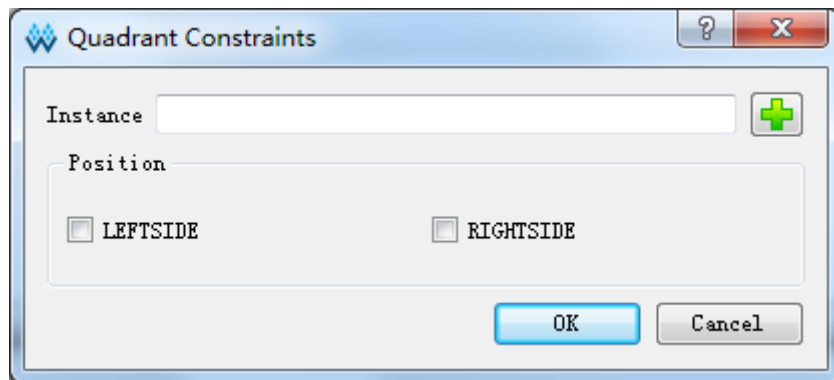 Quadrant Constraints
Instance
Position
LEFTSIDE RIGHTSIDE
OK Cancel